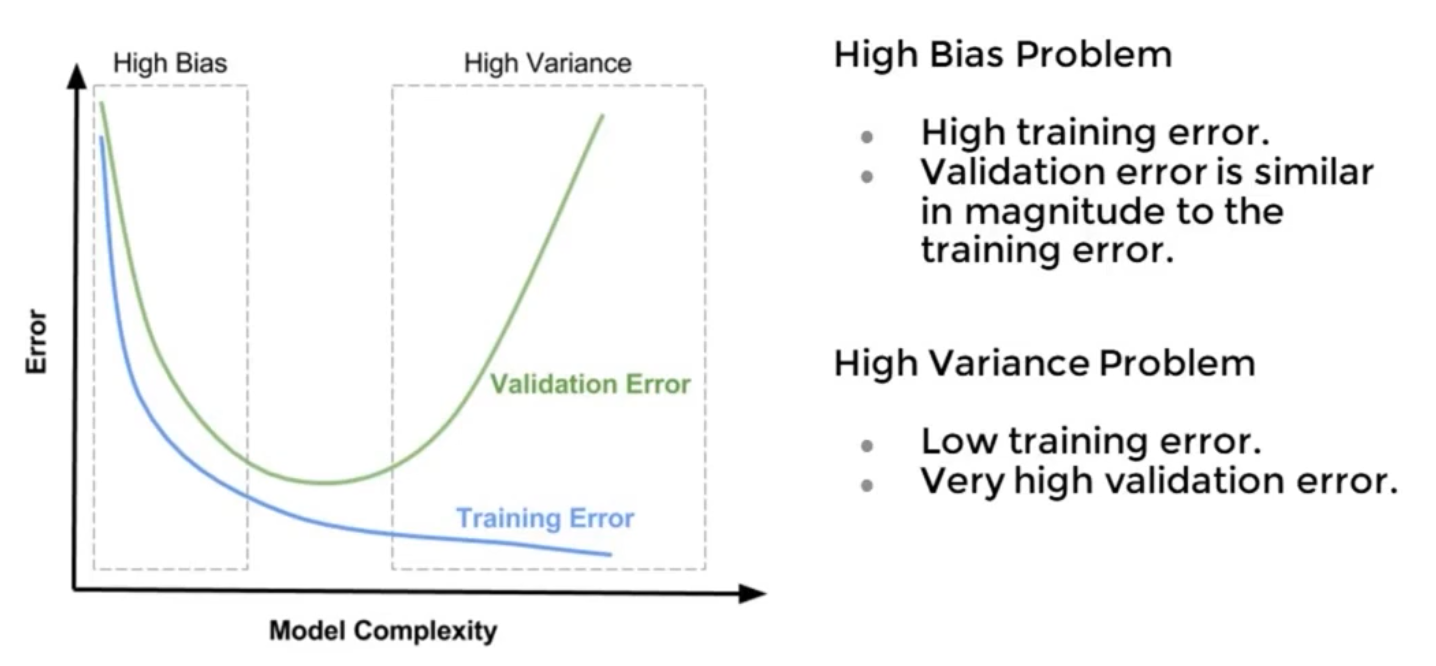 High Bias
High Variance
Error
Validation Error
Training Error
Model Complexity
High Bias Problem
High training error.
Validation error is similar
in magnitude to the
training error.
High Variance Problem
Low training error.
Very high validation error.